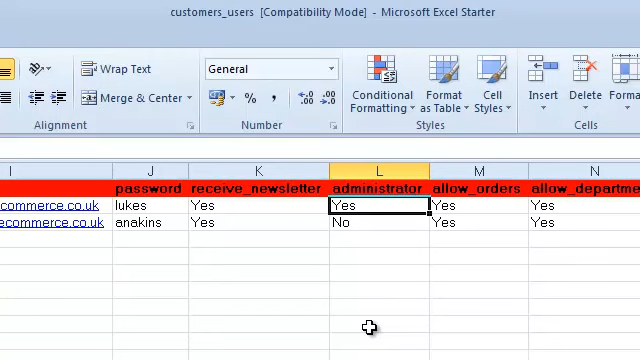 customers_users [Compatibility Mode] – Microsoft Excel Starter
Wrap Text
General
Merge & Center
%
,
Conditional Formatting
Format as Table
Cell Styles
Insert
Delete
Forma
Alignment
Number
Styles
Cells
I J K L M N
password receive_newsletter administrator allow_orders allow_departme
ecommerce.co.uk lukes Yes Yes Yes Yes
ecommerce.co.uk anakins Yes No Yes Yes